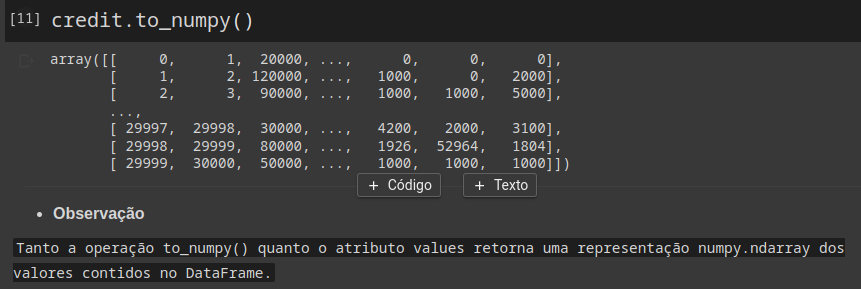 [11] credit.to_numpy()
array([[     0,      1,  20000, ...,      0,      0,      0],
       [     1,      2, 120000, ...,   1000,      0,   2000],
       [     2,      3,  90000, ...,   1000,   1000,   5000],
       ...,
       [ 29997,  29998,  30000, ...,   4200,   2000,   3100],
       [ 29998,  29999,  80000, ...,   1926,  52964,   1804],
       [ 29999,  30000,  50000, ...,   1000,   1000,   1000]])
+ Código + Texto
• Observação
Tanto a operação to_numpy() quanto o atributo values retorna uma representação numpy.ndarray dos
valores contidos no DataFrame.